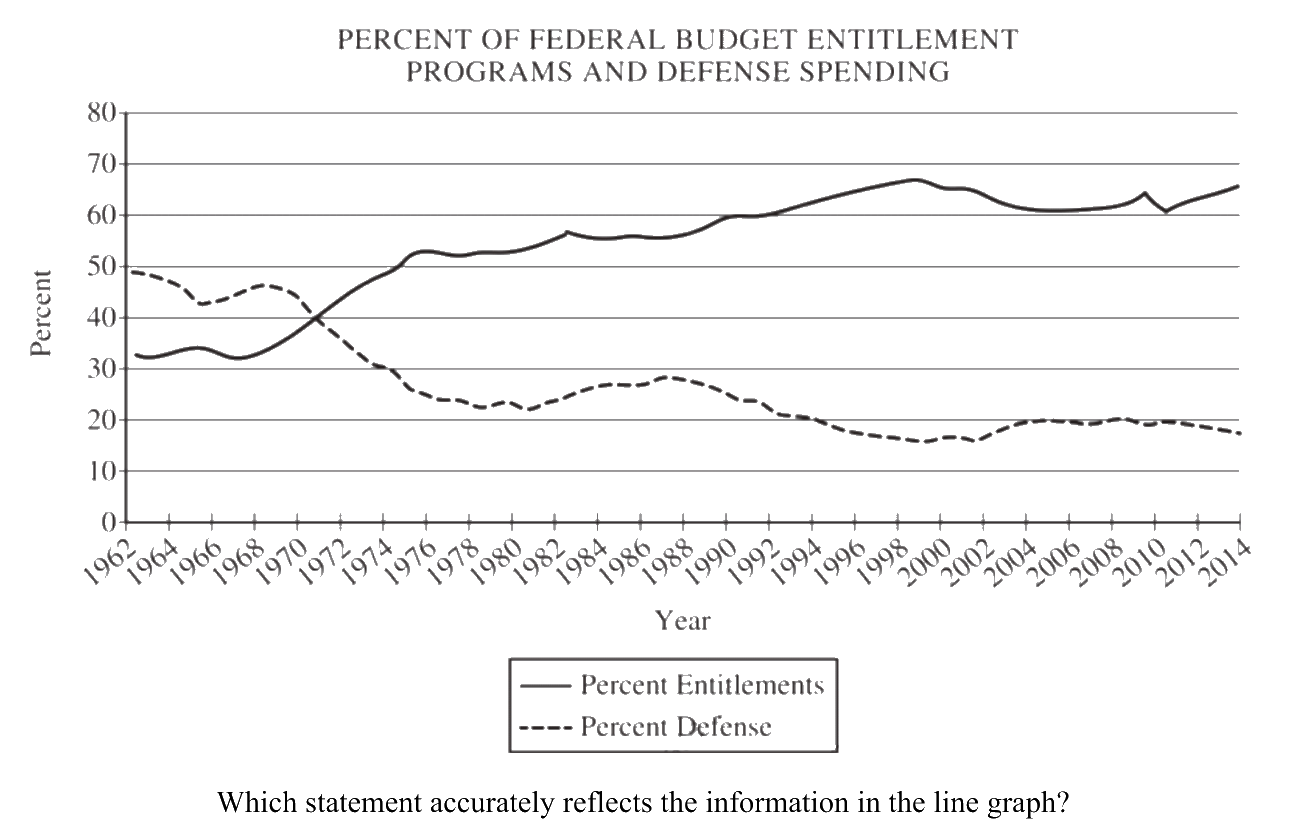 PERCENT OF FEDERAL BUDGET ENTITLEMENT
PROGRAMS AND DEFENSE SPENDING
80
70
60
50
40
30
20
10
0
Percent
1962 1964 1966 1968 1970 1972 1974 1976 1978 1980 1982 1984 1986 1988 1990 1992 1994 1996 1998 2000 2002 2004 2006 2008 2010 2012 2014
Year
Percent Entitlements
Percent Defense
Which statement accurately reflects the information in the line graph?